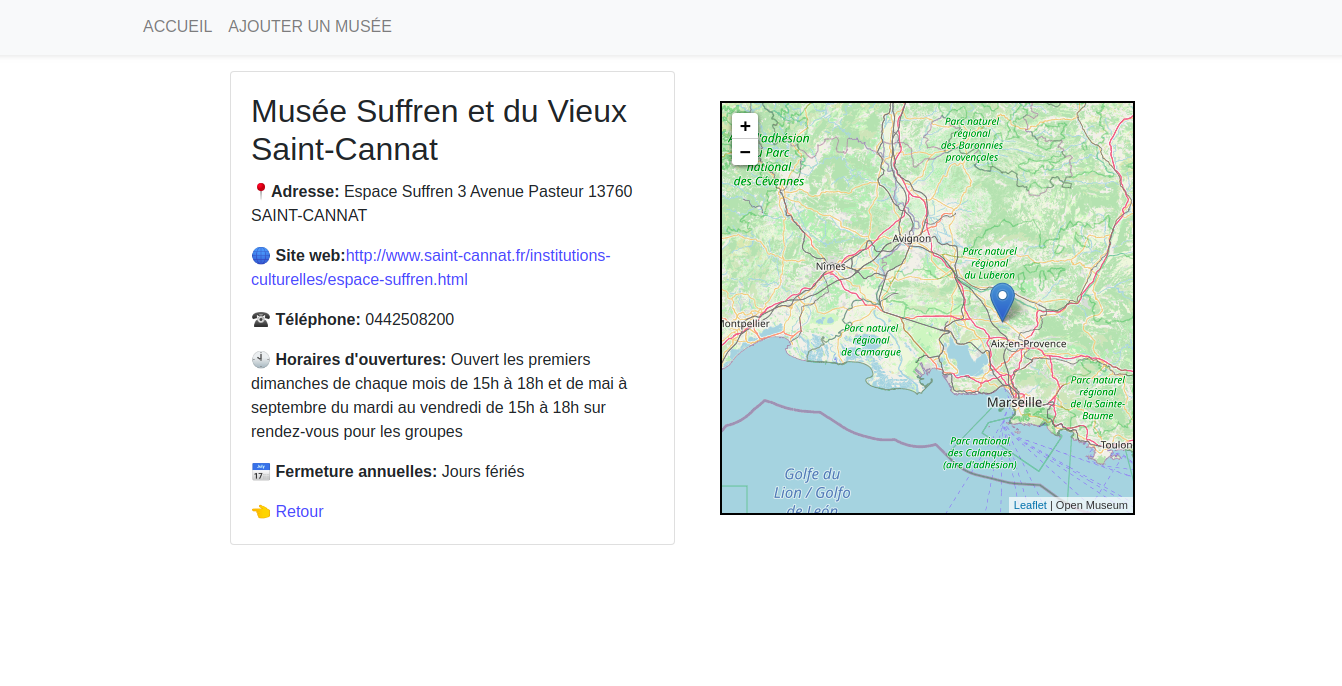 ACCUEIL AJOUTER UN MUSÉE
Musée Suffren et du Vieux
Saint-Cannat
Adresse: Espace Suffren 3 Avenue Pasteur 13760
SAINT-CANNAT
Site web:http://www.saint-cannat.fr/institutions-
culturelles/espace-suffren.html
Téléphone: 0442508200
Horaires d'ouvertures: Ouvert les premiers
dimanches de chaque mois de 15h à 18h et de mai à
septembre du mardi au vendredi de 15h à 18h sur
rendez-vous pour les groupes
July
17
Fermeture annuelles: Jours fériés
Retour
+
−
d'adhésion
Parc
national
des Cévennes
Parc naturel
régional
des Baronnies
provençales
Avignon
Nîmes
Parc naturel
régional
du Luberon
Montpellier
Parc naturel
régional
de Camargue
Aix-en-Provence
Parc naturel
régional
de la Sainte-
Baume
Marseille
Parc national
des Calanques
(aire d'adhésion)
Toulon
Golfe du
Lion / Golfo
de León
Leaflet | Open Museum